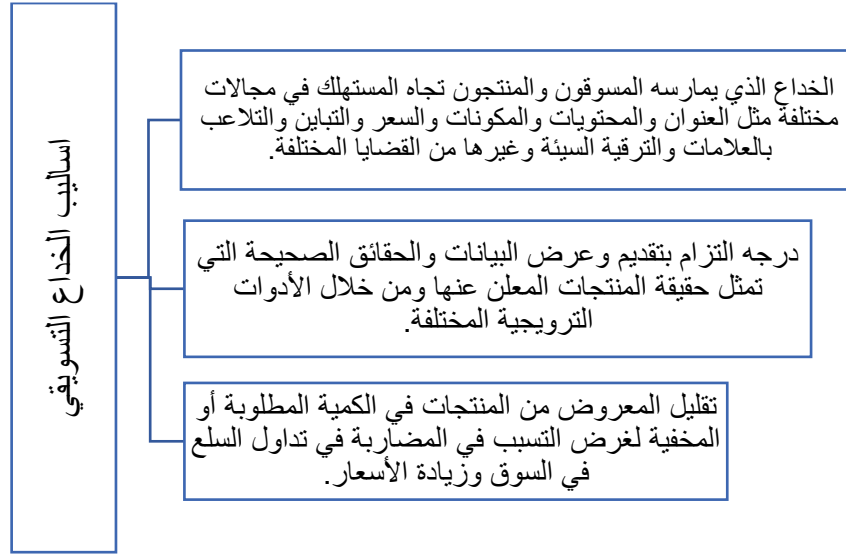 اساليب الخداع التسويقي
الخداع الذي يمارسه المسوقون والمنتجون تجاه المستهلك في مجالات
مختلفة مثل العنوان والمحتويات والمكونات والسعر والتباين والتلاعب
بالعلامات والترقية السيئة وغيرها من القضايا المختلفة.
درجه التزام بتقديم وعرض البيانات والحقائق الصحيحة التي
تمثل حقيقة المنتجات المعلن عنها ومن خلال الأدوات
الترويجية المختلفة.
تقليل المعروض من المنتجات في الكمية المطلوبة أو
المخفية لغرض التسبب في المضاربة في تداول السلع
في السوق وزيادة الأسعار.